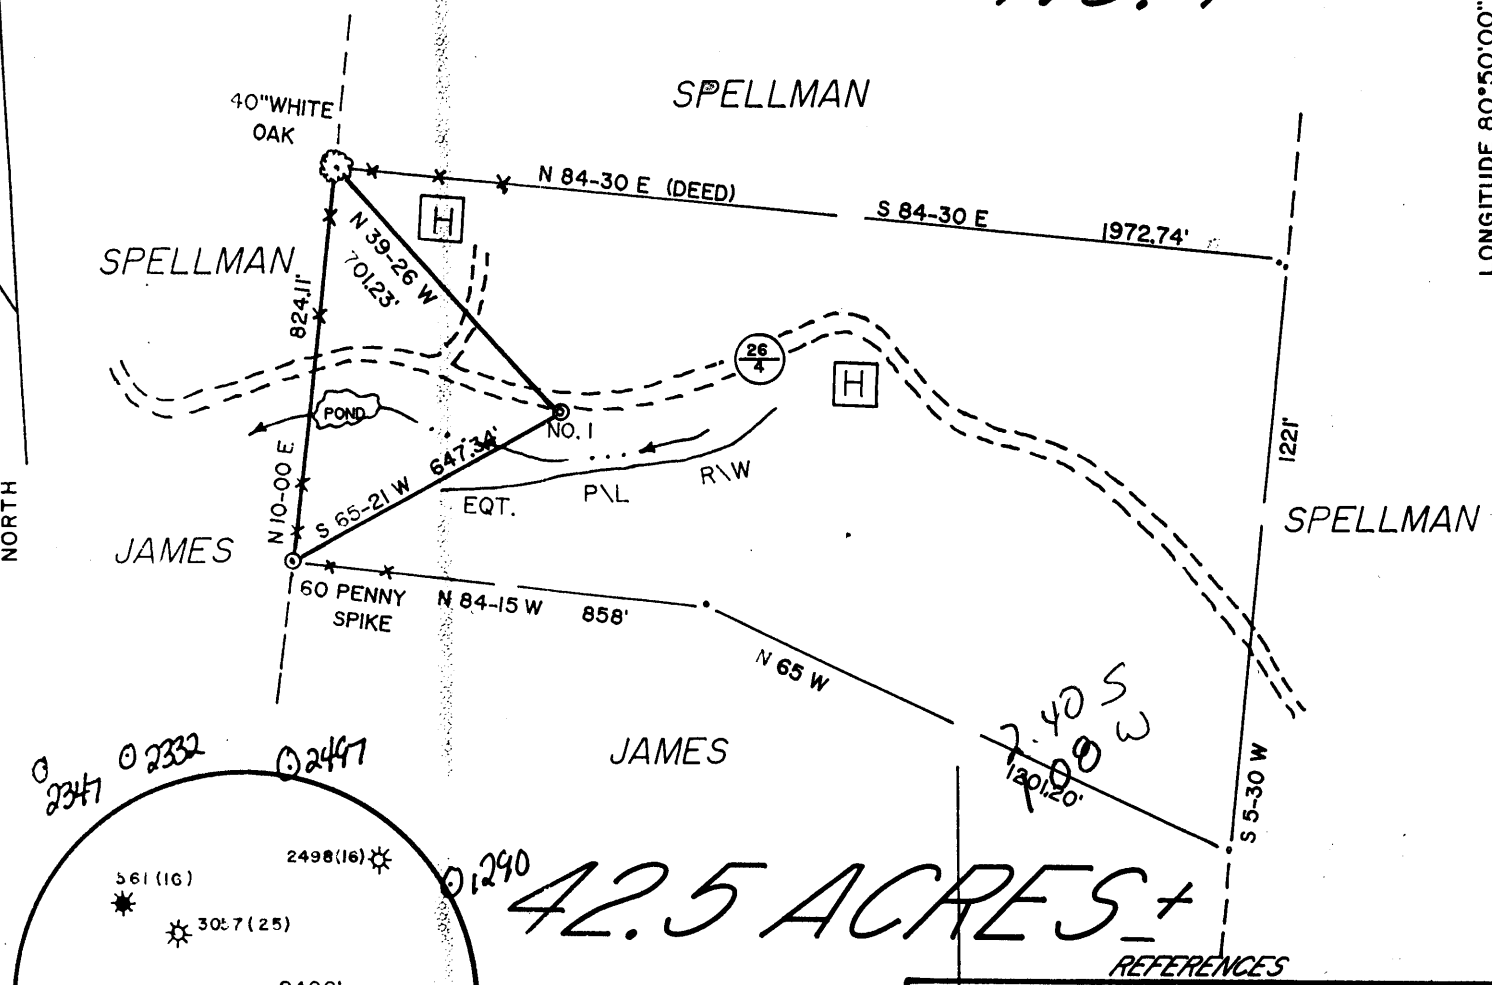 LONGITUDE 80°50'00"
SPELLMAN
40"WHITE
OAK
N 84-30 E (DEED)
S 84-30 E
1972.74'
H
N 39-26 W
701.23'
SPELLMAN
824.11'
26
4
H
POND
NO. 1
1221'
N 10-00 E
S 65-21 W
647.34'
EQT.
P\L
R\W
NORTH
SPELLMAN
JAMES
60 PENNY
SPIKE
N 84-15 W
858'
N 65 W
1201.20'
7.40 S
W
S 5-30 W
JAMES
2347
2332
2497
2498(16)
1290
561(16)
42.5 ACRES ±
REFERENCES